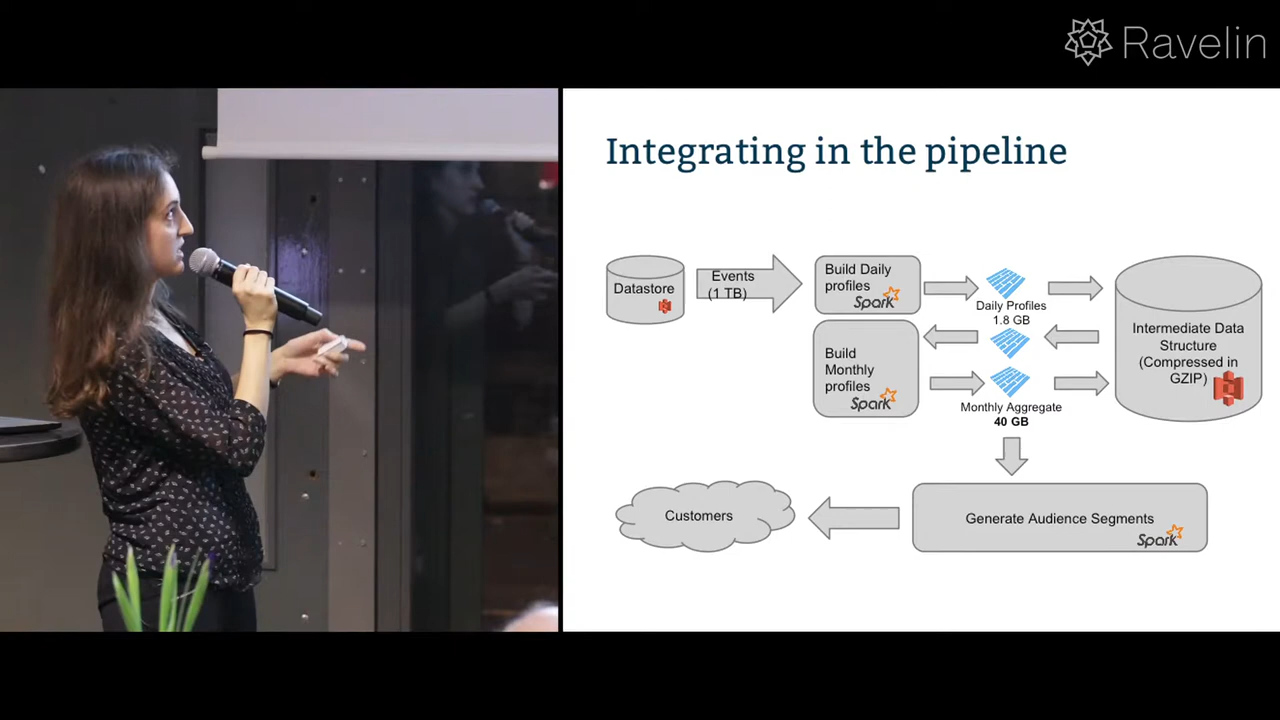 Ravelin
Integrating in the pipeline
Datastore
Events
(1 TB)
Build Daily
profiles
Spark
Daily Profiles
1.8 GB
Build
Monthly
profiles
Spark
Monthly Aggregate
40 GB
Intermediate Data
Structure
(Compressed in
GZIP)
Customers
Generate Audience Segments
Spark